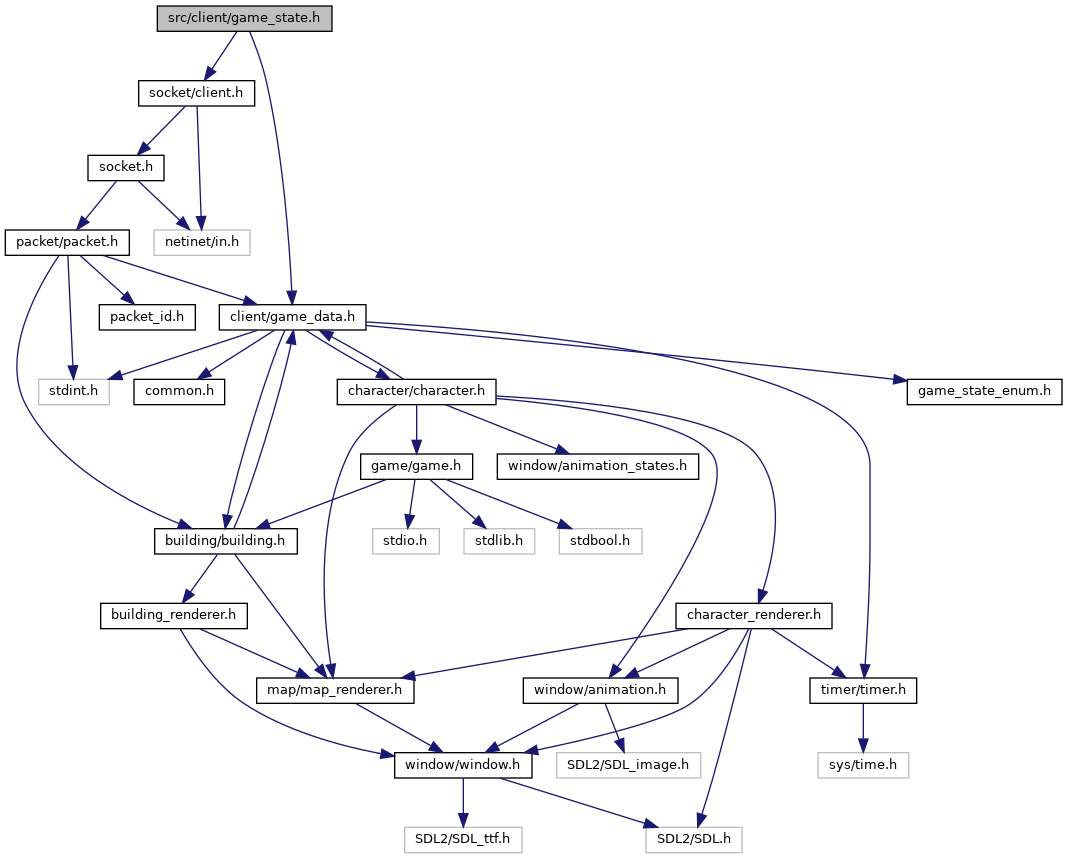 src/client/game_state.h
socket/client.h
socket.h
packet/packet.h
netinet/in.h
packet_id.h
client/game_data.h
stdint.h
common.h
character/character.h
game_state_enum.h
game/game.h
window/animation_states.h
building/building.h
stdio.h
stdlib.h
stdbool.h
building_renderer.h
character_renderer.h
map/map_renderer.h
window/animation.h
timer/timer.h
window/window.h
SDL2/SDL_image.h
sys/time.h
SDL2/SDL_ttf.h
SDL2/SDL.h